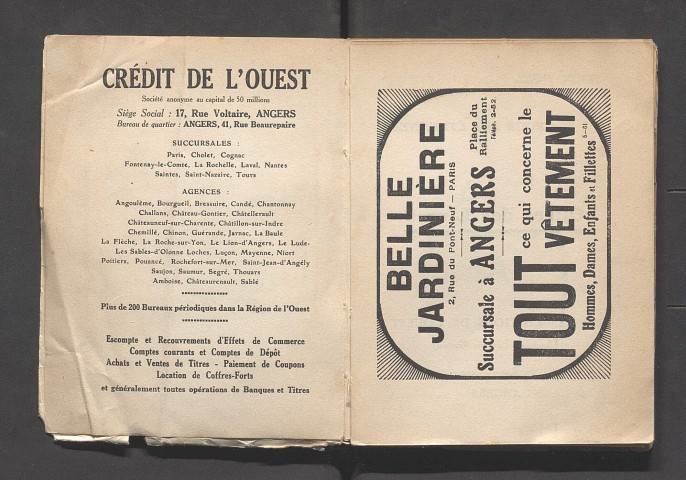 CRÉDIT DE L'OUEST
Société anonyme au capital de 50 millions
Siège Social : 17, Rue Voltaire, ANGERS
Bureau de quartier : ANGERS, 41, Rue Beaurepaire
SUCCURSALES :
Paris, Cholet, Cognac
Fontenay-le-Comte, La Rochelle, Laval, Nantes
Saintes, Saint-Nazaire, Tours
AGENCES :
Angoulême, Bourgueil, Bressuire, Candé, Chantonnay
Challans, Château-Gontier, Châtellerault
Châteauneuf-sur-Charente, Châtillon-sur-Indre
Chemillé, Chinon, Guérande, Jarnac, La Baule
La Flèche, La Roche-sur-Yon, Le Lion-d'Angers, Le Lude-
Les Sables-d'Olonne Loches, Luçon, Mayenne, Niort
Poitiers, Pouancé, Rochefort-sur-Mer, Saint-Jean-d'Angély
Saujon, Saumur, Segré, Thouars
Amboise, Châteaurenault, Sablé
Plus de 200 Bureaux périodiques dans la Région de l'Ouest
Escompte et Recouvrements d'Effets de Commerce
Comptes courants et Comptes de Dépôt
Achats et Ventes de Titres - Paiement de Coupons
Location de Coffres-Forts
et généralement toutes opérations de Banques et Titres
BELLE
JARDINIÈRE
2, Rue du Pont-Neuf — PARIS
Succursale à ANGERS Place du
Ralliement
Téléph. 2-52
TOUT ce qui concerne le
VÊTEMENT
Hommes, Dames, Enfants et Fillettes
5-01